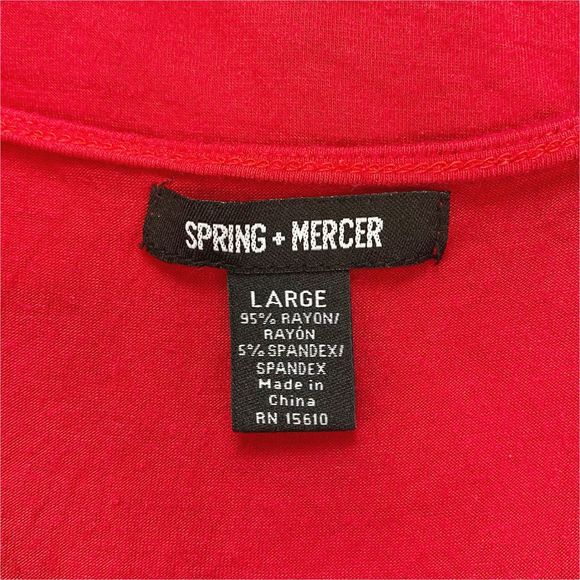 SPRING + MERCER
LARGE
95% RAYON/
RAYÓN
5% SPANDEX/
SPANDEX
Made in
China
RN 15610